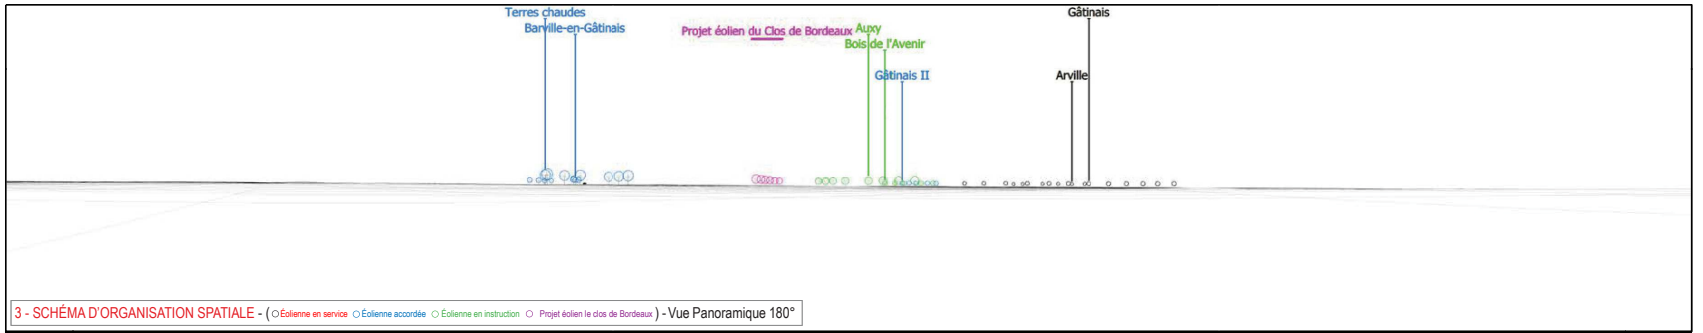 Terres chaudes
Gâtinais
Barville-en-Gâtinais
Projet éolien du Clos de Bordeaux
Auxy
Bois de l'Avenir
Gâtinais II
Arville
3 - SCHÉMA D'ORGANISATION SPATIALE - ( Éolienne en service Éolienne accordée Éolienne en instruction Projet éolien le clos de Bordeaux ) - Vue Panoramique 180°